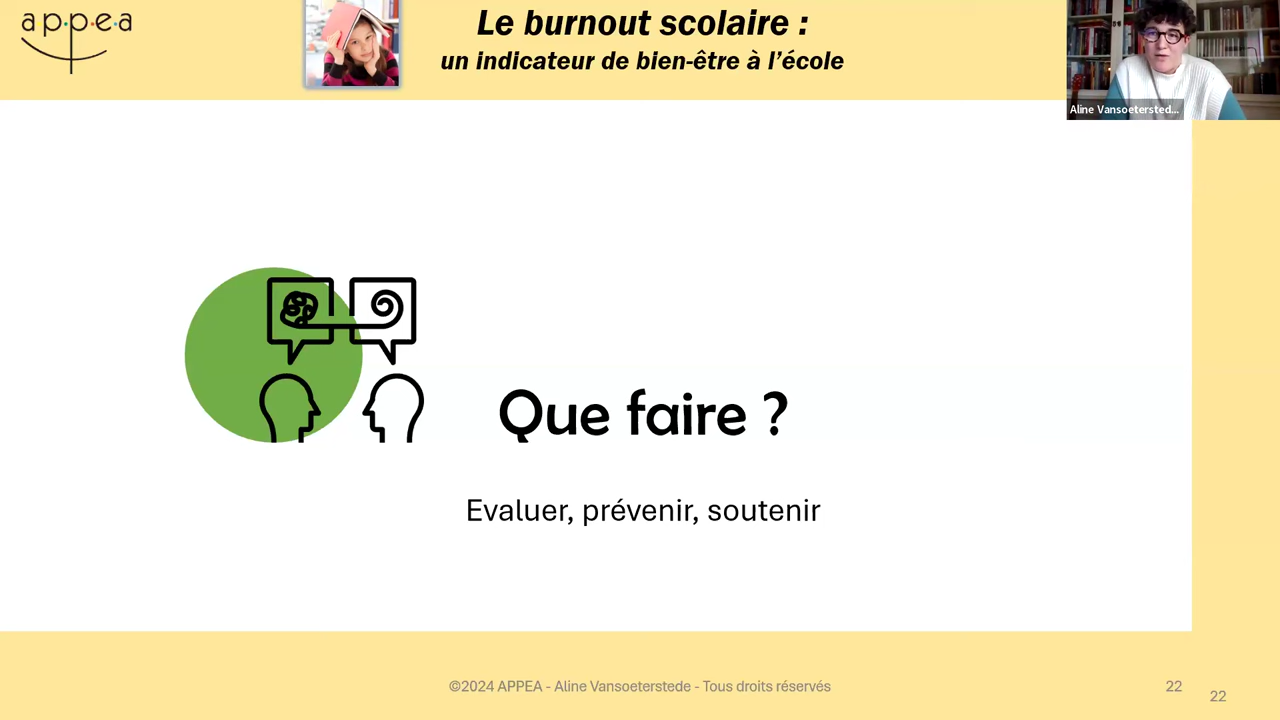 appea
Le burnout scolaire :
un indicateur de bien-être à l'école
Aline Vansoetersted...
Que faire ?
Evaluer, prévenir, soutenir
©2024 APPEA - Aline Vansoeterstede - Tous droits réservés
22
22